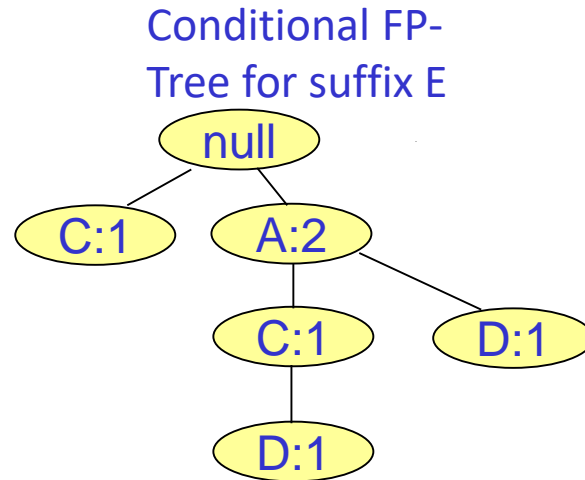 Conditional FP-
Tree for suffix E
null
C:1
A:2
C:1
D:1
D:1